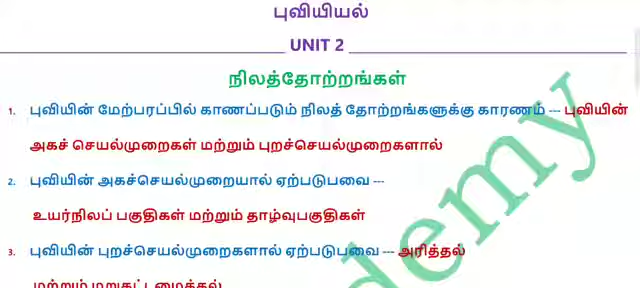 புவியியல்
UNIT 2
நிலத்தோற்றங்கள்
1. புவியின் மேற்பரப்பில் காணப்படும் நிலத் தோற்றங்களுக்கு காரணம் --- புவியின்
அகச் செயல்முறைகள் மற்றும் புறச்செயல்முறைகளால்
2. புவியின் அகச்செயல்முறையால் ஏற்படுபவை ---
உயர்நிலப் பகுதிகள் மற்றும் தாழ்வுபகுதிகள்
3. புவியின் புறச்செயல்முறைகளால் ஏற்படுபவை --- அரித்தல்
மற்றும்
demy